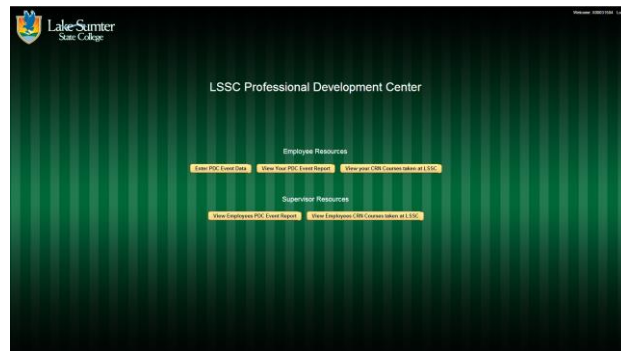 Lake-Sumter
State College
Welcome
LSSC Professional Development Center
Employee Resources
Enter PDC Event Data View Your PDC Event Report View your CRN Courses taken at LSSC
Supervisor Resources
View Employees PDC Event Report View Employees CRN Courses taken at LSSC